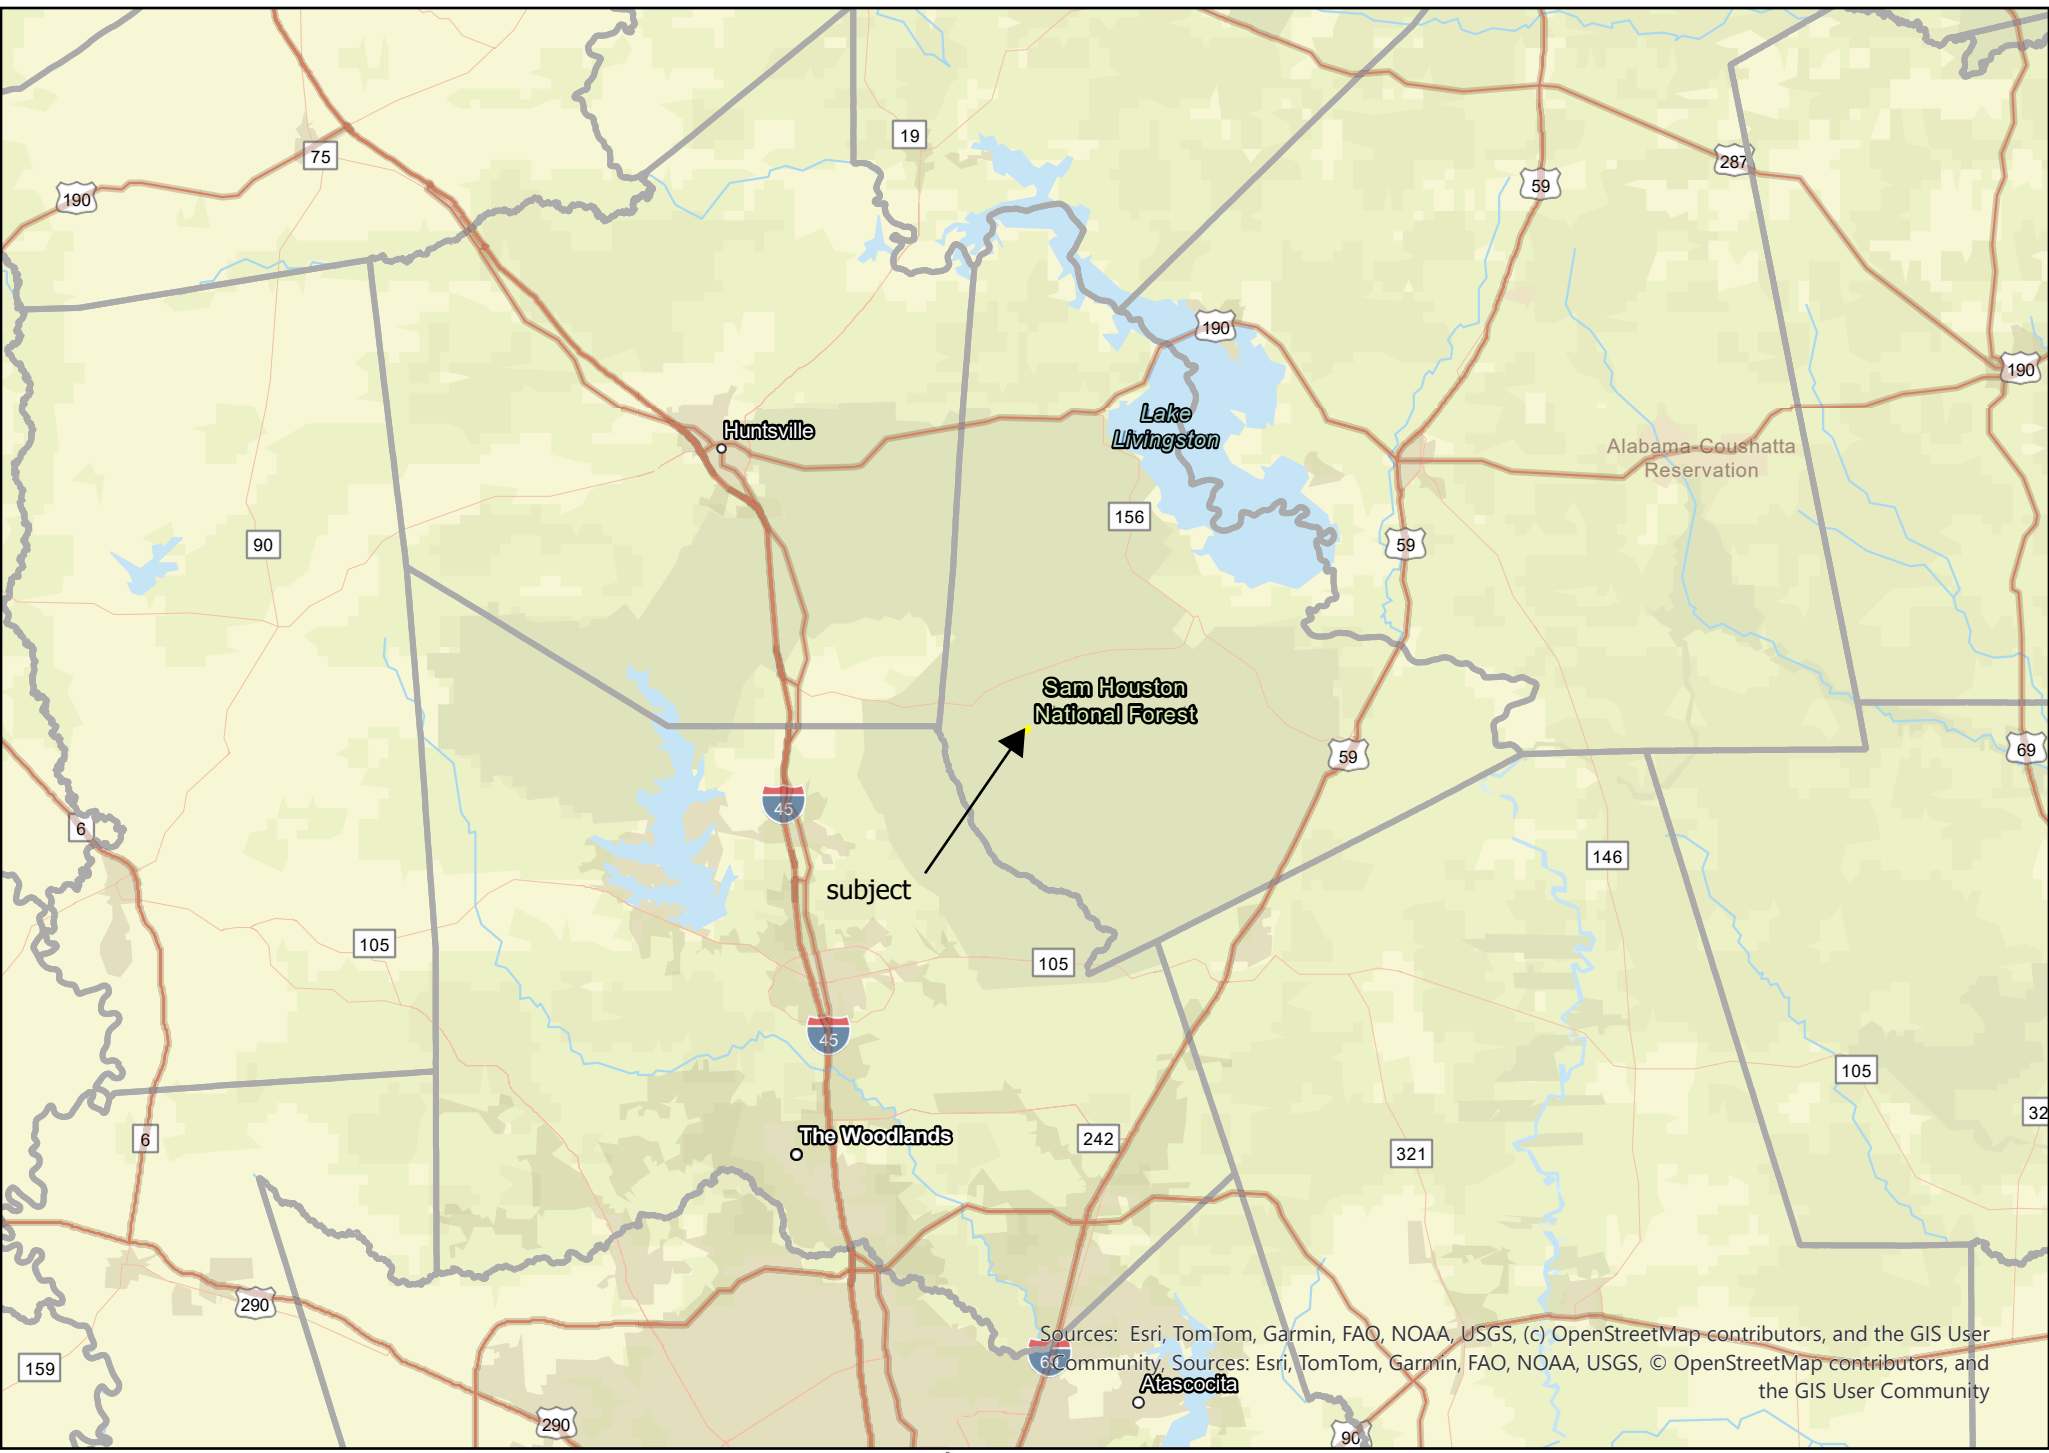 19
75
287
59
190
190
190
Lake
Livingston
Huntsville
Alabama-Coushatta
Reservation
156
90
59
Sam Houston
National Forest
59
69
45
6
146
subject
105
105
45
105
32
The Woodlands
6
242
321
290
Sources: Esri, TomTom, Garmin, FAO, NOAA, USGS, (c) OpenStreetMap contributors, and the GIS User
Community, Sources: Esri, TomTom, Garmin, FAO, NOAA, USGS, © OpenStreetMap contributors, and
the GIS User Community
159
Atascocita
290
90